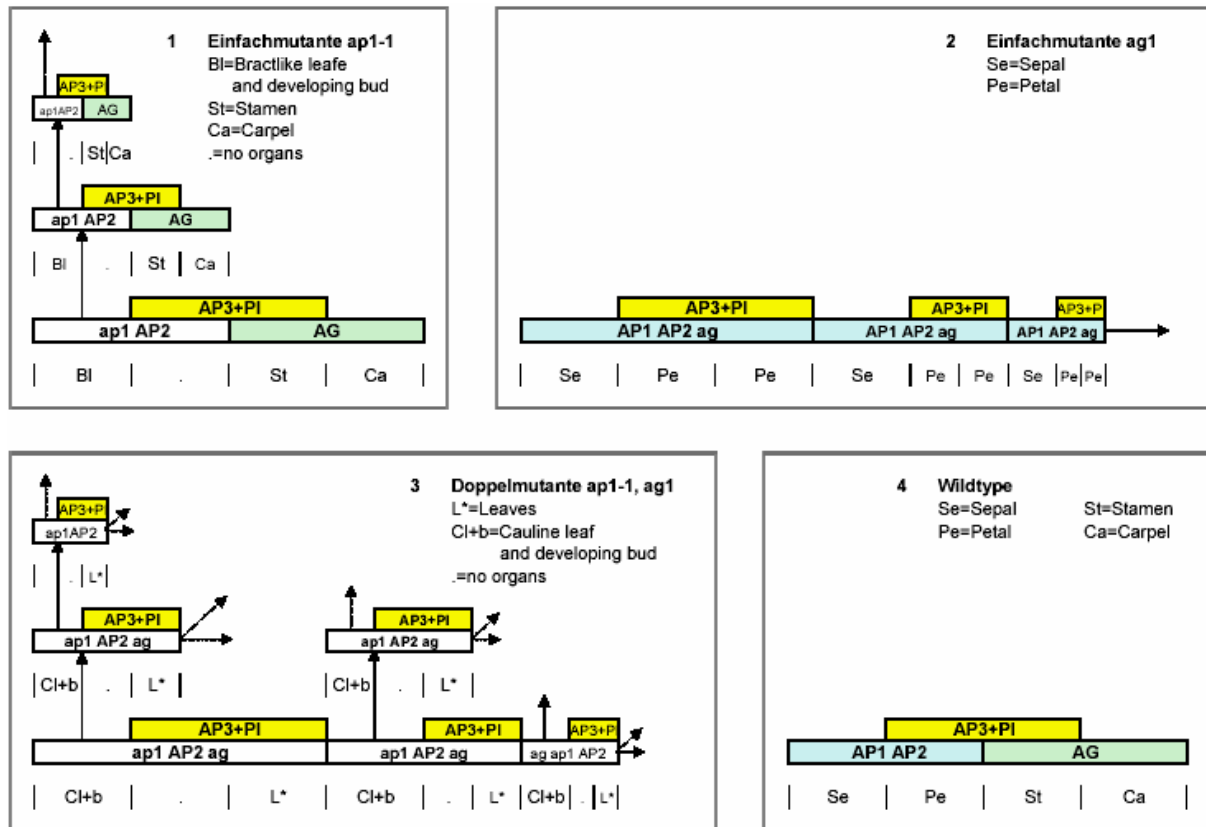 1 Einfachmutante ap1-1
Bl=Bractlike leafe
and developing bud
St=Stamen
Ca=Carpel
.=no organs
AP3+PI
ap1AP2 AG
| . |St|Ca
AP3+PI
ap1 AP2 AG
| Bl . | St | Ca |
AP3+PI
ap1 AP2 AG
| Bl | . | St | Ca |
2 Einfachmutante ag1
Se=Sepal
Pe=Petal
AP3+PI AP3+PI AP3+P
AP1 AP2 ag AP1 AP2 ag AP1 AP2 ag
| Se | Pe | Pe | Se | Pe | Pe | Se |Pe|Pe|
3 Doppelmutante ap1-1, ag1
L*=Leaves
Cl+b=Cauline leaf
and developing bud
.=no organs
AP3+PI
ap1AP2
| . |L*|
AP3+PI AP3+PI
ap1 AP2 ag ap1 AP2 ag
|Cl+b . | L* | |Cl+b . | L* |
AP3+PI AP3+PI AP3+PI
ap1 AP2 ag ap1 AP2 ag ag ap1 AP2
| Cl+b | . | L* | Cl+b | . | L* |Cl+b| . |L*|
4 Wildtype
Se=Sepal St=Stamen
Pe=Petal Ca=Carpel
AP3+PI
AP1 AP2 AG
| Se | Pe | St | Ca |